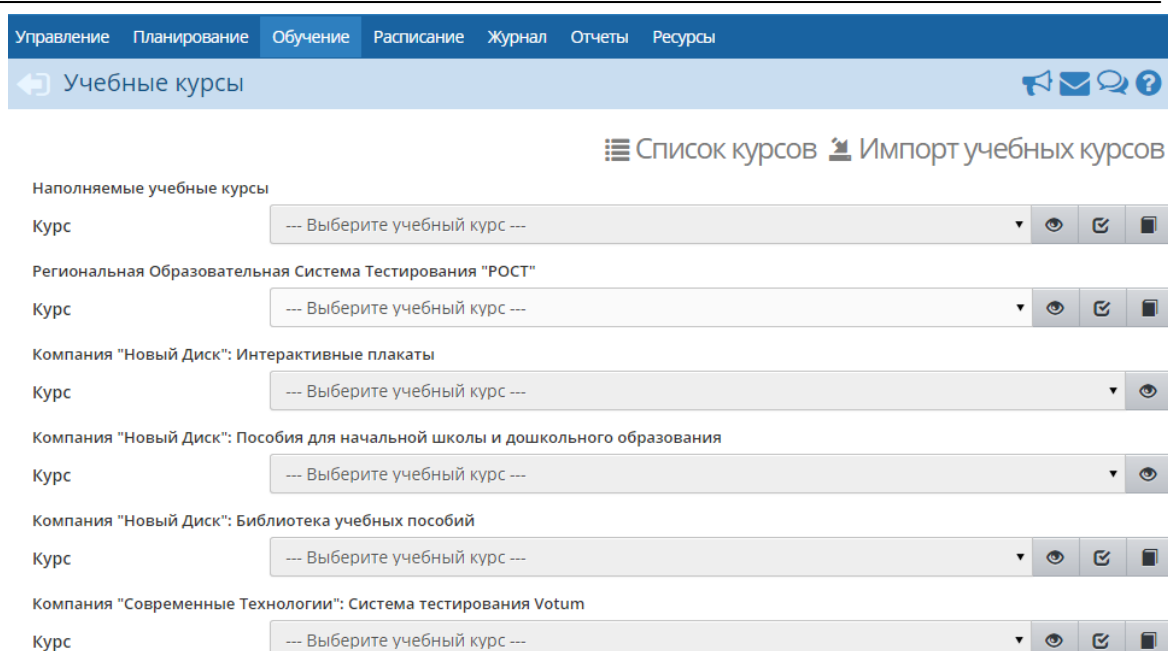 Управление Планирование Обучение Расписание Журнал Отчеты Ресурсы
Учебные курсы
Список курсов Импорт учебных курсов
Наполняемые учебные курсы
Курс --- Выберите учебный курс ---
Региональная Образовательная Система Тестирования "РОСТ"
Курс --- Выберите учебный курс ---
Компания "Новый Диск": Интерактивные плакаты
Курс --- Выберите учебный курс ---
Компания "Новый Диск": Пособия для начальной школы и дошкольного образования
Курс --- Выберите учебный курс ---
Компания "Новый Диск": Библиотека учебных пособий
Курс --- Выберите учебный курс ---
Компания "Современные Технологии": Система тестирования Votum
Курс --- Выберите учебный курс ---